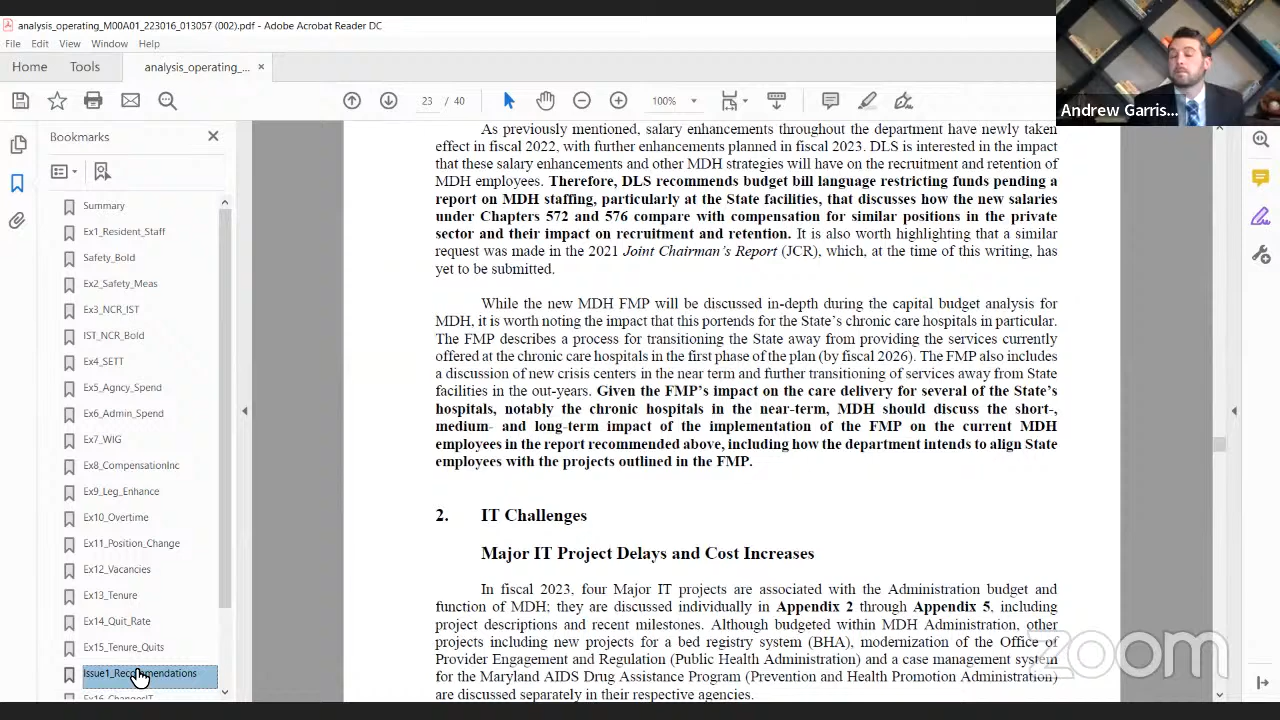 analysis_operating_M00A01_223016_013057 (002).pdf - Adobe Acrobat Reader DC
File Edit View Window Help
Home Tools analysis_operating_... ×
23 / 40 100%
Andrew Garris...
Bookmarks
Summary
Ex1_Resident_Staff
Safety_Bold
Ex2_Safety_Meas
Ex3_NCR_IST
IST_NCR_Bold
Ex4_SETT
Ex5_Agncy_Spend
Ex6_Admin_Spend
Ex7_WIG
Ex8_CompensationInc
Ex9_Leg_Enhance
Ex10_Overtime
Ex11_Position_Change
Ex12_Vacancies
Ex13_Tenure
Ex14_Quit_Rate
Ex15_Tenure_Quits
Issue1_Recommendations
Ex16_ChangesIT
As previously mentioned, salary enhancements throughout the department have newly taken
effect in fiscal 2022, with further enhancements planned in fiscal 2023. DLS is interested in the impact
that these salary enhancements and other MDH strategies will have on the recruitment and retention of
MDH employees. Therefore, DLS recommends budget bill language restricting funds pending a
report on MDH staffing, particularly at the State facilities, that discusses how the new salaries
under Chapters 572 and 576 compare with compensation for similar positions in the private
sector and their impact on recruitment and retention. It is also worth highlighting that a similar
request was made in the 2021 Joint Chairman's Report (JCR), which, at the time of this writing, has
yet to be submitted.
While the new MDH FMP will be discussed in-depth during the capital budget analysis for
MDH, it is worth noting the impact that this portends for the State's chronic care hospitals in particular.
The FMP describes a process for transitioning the State away from providing the services currently
offered at the chronic care hospitals in the first phase of the plan (by fiscal 2026). The FMP also includes
a discussion of new crisis centers in the near term and further transitioning of services away from State
facilities in the out-years. Given the FMP's impact on the care delivery for several of the State's
hospitals, notably the chronic hospitals in the near-term, MDH should discuss the short-,
medium- and long-term impact of the implementation of the FMP on the current MDH
employees in the report recommended above, including how the department intends to align State
employees with the projects outlined in the FMP.
2. IT Challenges
Major IT Project Delays and Cost Increases
In fiscal 2023, four Major IT projects are associated with the Administration budget and
function of MDH; they are discussed individually in Appendix 2 through Appendix 5, including
project descriptions and recent milestones. Although budgeted within MDH Administration, other
projects including new projects for a bed registry system (BHA), modernization of the Office of
Provider Engagement and Regulation (Public Health Administration) and a case management system
for the Maryland AIDS Drug Assistance Program (Prevention and Health Promotion Administration)
are discussed separately in their respective agencies.
zoom